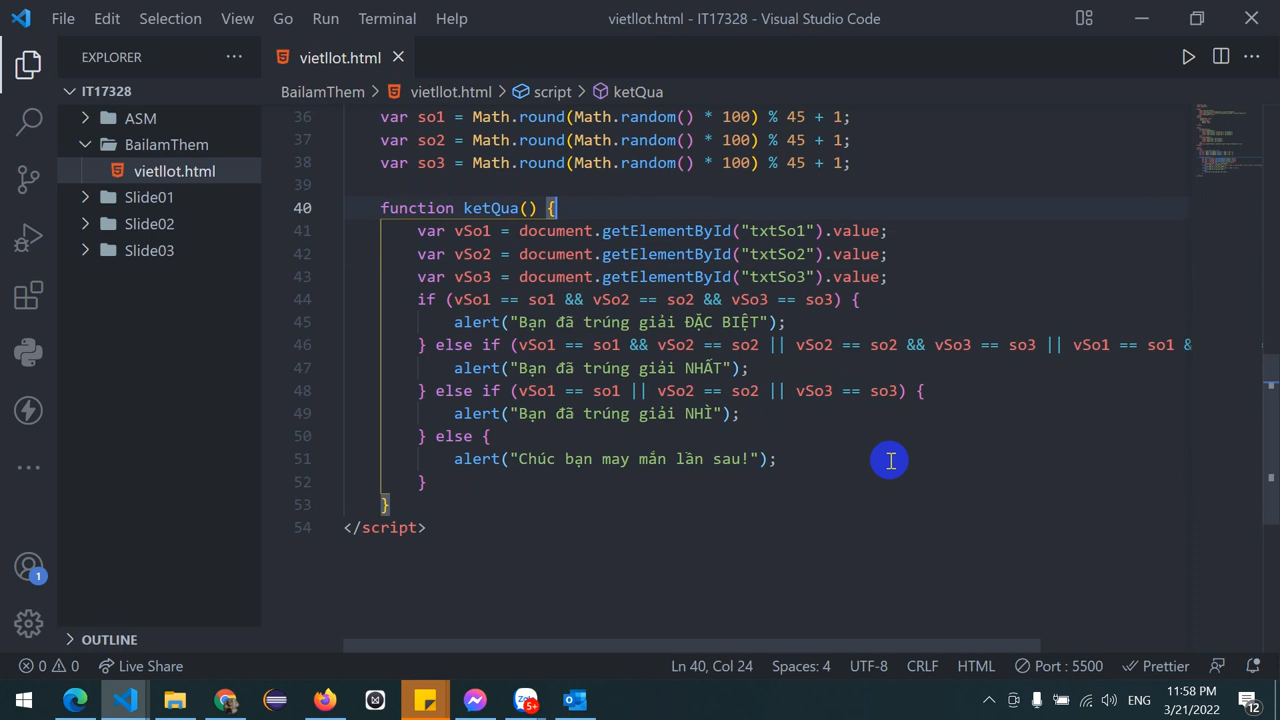 File Edit Selection View Go Run Terminal Help vietllot.html - IT17328 - Visual Studio Code
EXPLORER
vietllot.html
IT17328
BailamThem vietllot.html script ketQua
ASM
BailamThem
vietllot.html
Slide01
Slide02
Slide03
36 var so1 = Math.round(Math.random() * 100) % 45 + 1;
37 var so2 = Math.round(Math.random() * 100) % 45 + 1;
38 var so3 = Math.round(Math.random() * 100) % 45 + 1;
39
40 function ketQua() {
41 var vSo1 = document.getElementById("txtSo1").value;
42 var vSo2 = document.getElementById("txtSo2").value;
43 var vSo3 = document.getElementById("txtSo3").value;
44 if (vSo1 == so1 && vSo2 == so2 && vSo3 == so3) {
45 alert("Bạn đã trúng giải ĐẶC BIỆT");
46 } else if (vSo1 == so1 && vSo2 == so2 || vSo2 == so2 && vSo3 == so3 || vSo1 == so1 &
47 alert("Bạn đã trúng giải NHẤT");
48 } else if (vSo1 == so1 || vSo2 == so2 || vSo3 == so3) {
49 alert("Bạn đã trúng giải NHÌ");
50 } else {
51 alert("Chúc bạn may mắn lần sau!");
52 }
53 }
54 </script>
1
OUTLINE
0 0 Live Share Ln 40, Col 24 Spaces: 4 UTF-8 CRLF HTML Port : 5500 Prettier
Zalo 5+
ENG
11:58 PM
3/21/2022
12